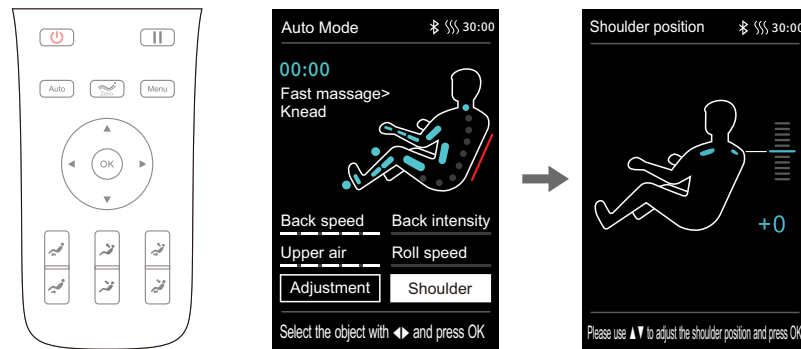 Auto
Zero
Menu
OK
Auto Mode 30:00
00:00
Fast massage>
Knead
Back speed Back intensity
Upper air Roll speed
Adjustment Shoulder
Select the object with ◀▶ and press OK
Shoulder position 30:00
+0
Please use ▲▼ to adjust the shoulder position and press OK